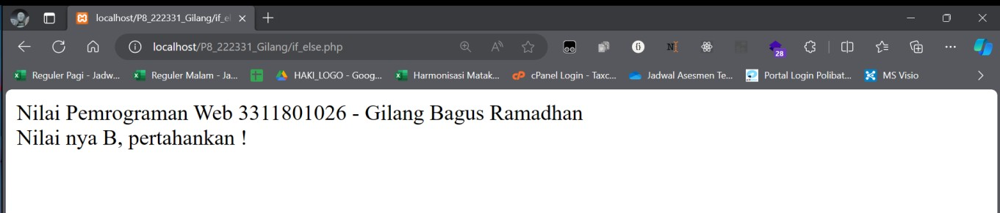 localhost/P8_222331_Gilang/if_el
localhost/P8_222331_Gilang/if_else.php
28
Reguler Pagi - Jadw... Reguler Malam - Ja... HAKI_LOGO - Goog... Harmonisasi Matak... cPanel Login - Taxc... Jadwal Asesmen Te... Portal Login Polibat... MS Visio
Nilai Pemrograman Web 3311801026 - Gilang Bagus Ramadhan
Nilai nya B, pertahankan !